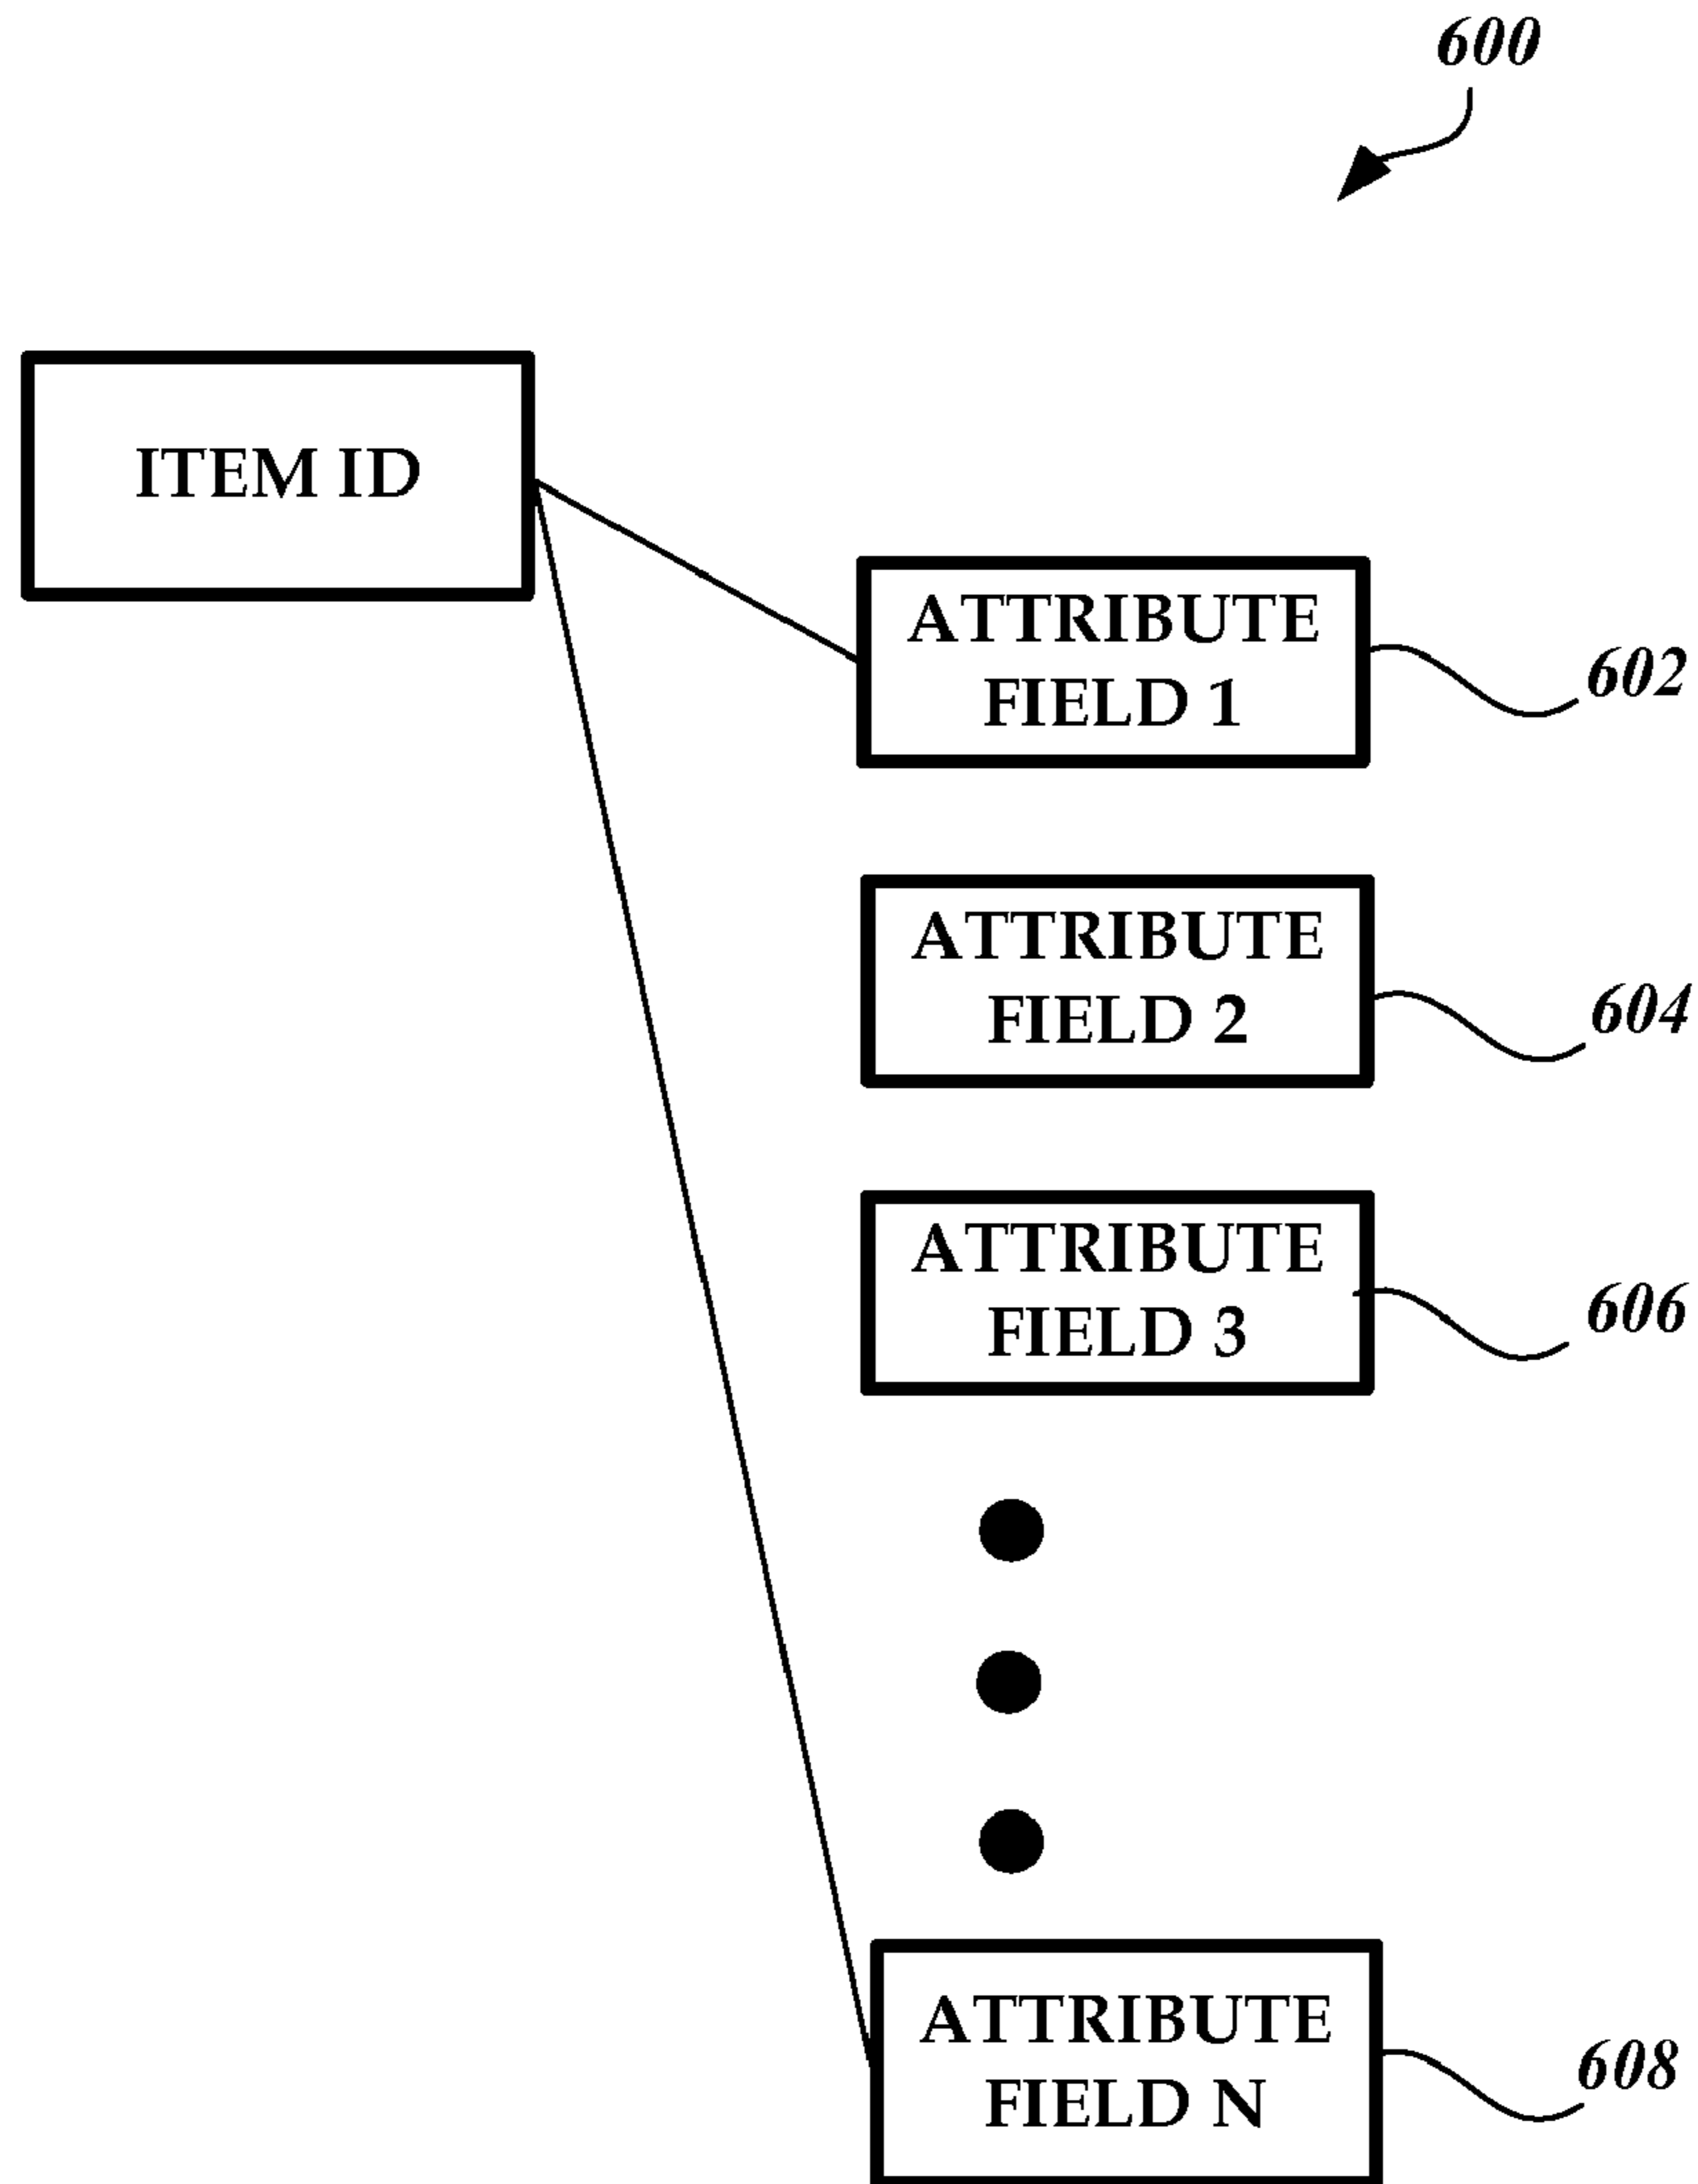 600
ITEM ID
ATTRIBUTE
FIELD 1
602
ATTRIBUTE
FIELD 2
604
ATTRIBUTE
FIELD 3
606
ATTRIBUTE
FIELD N
608